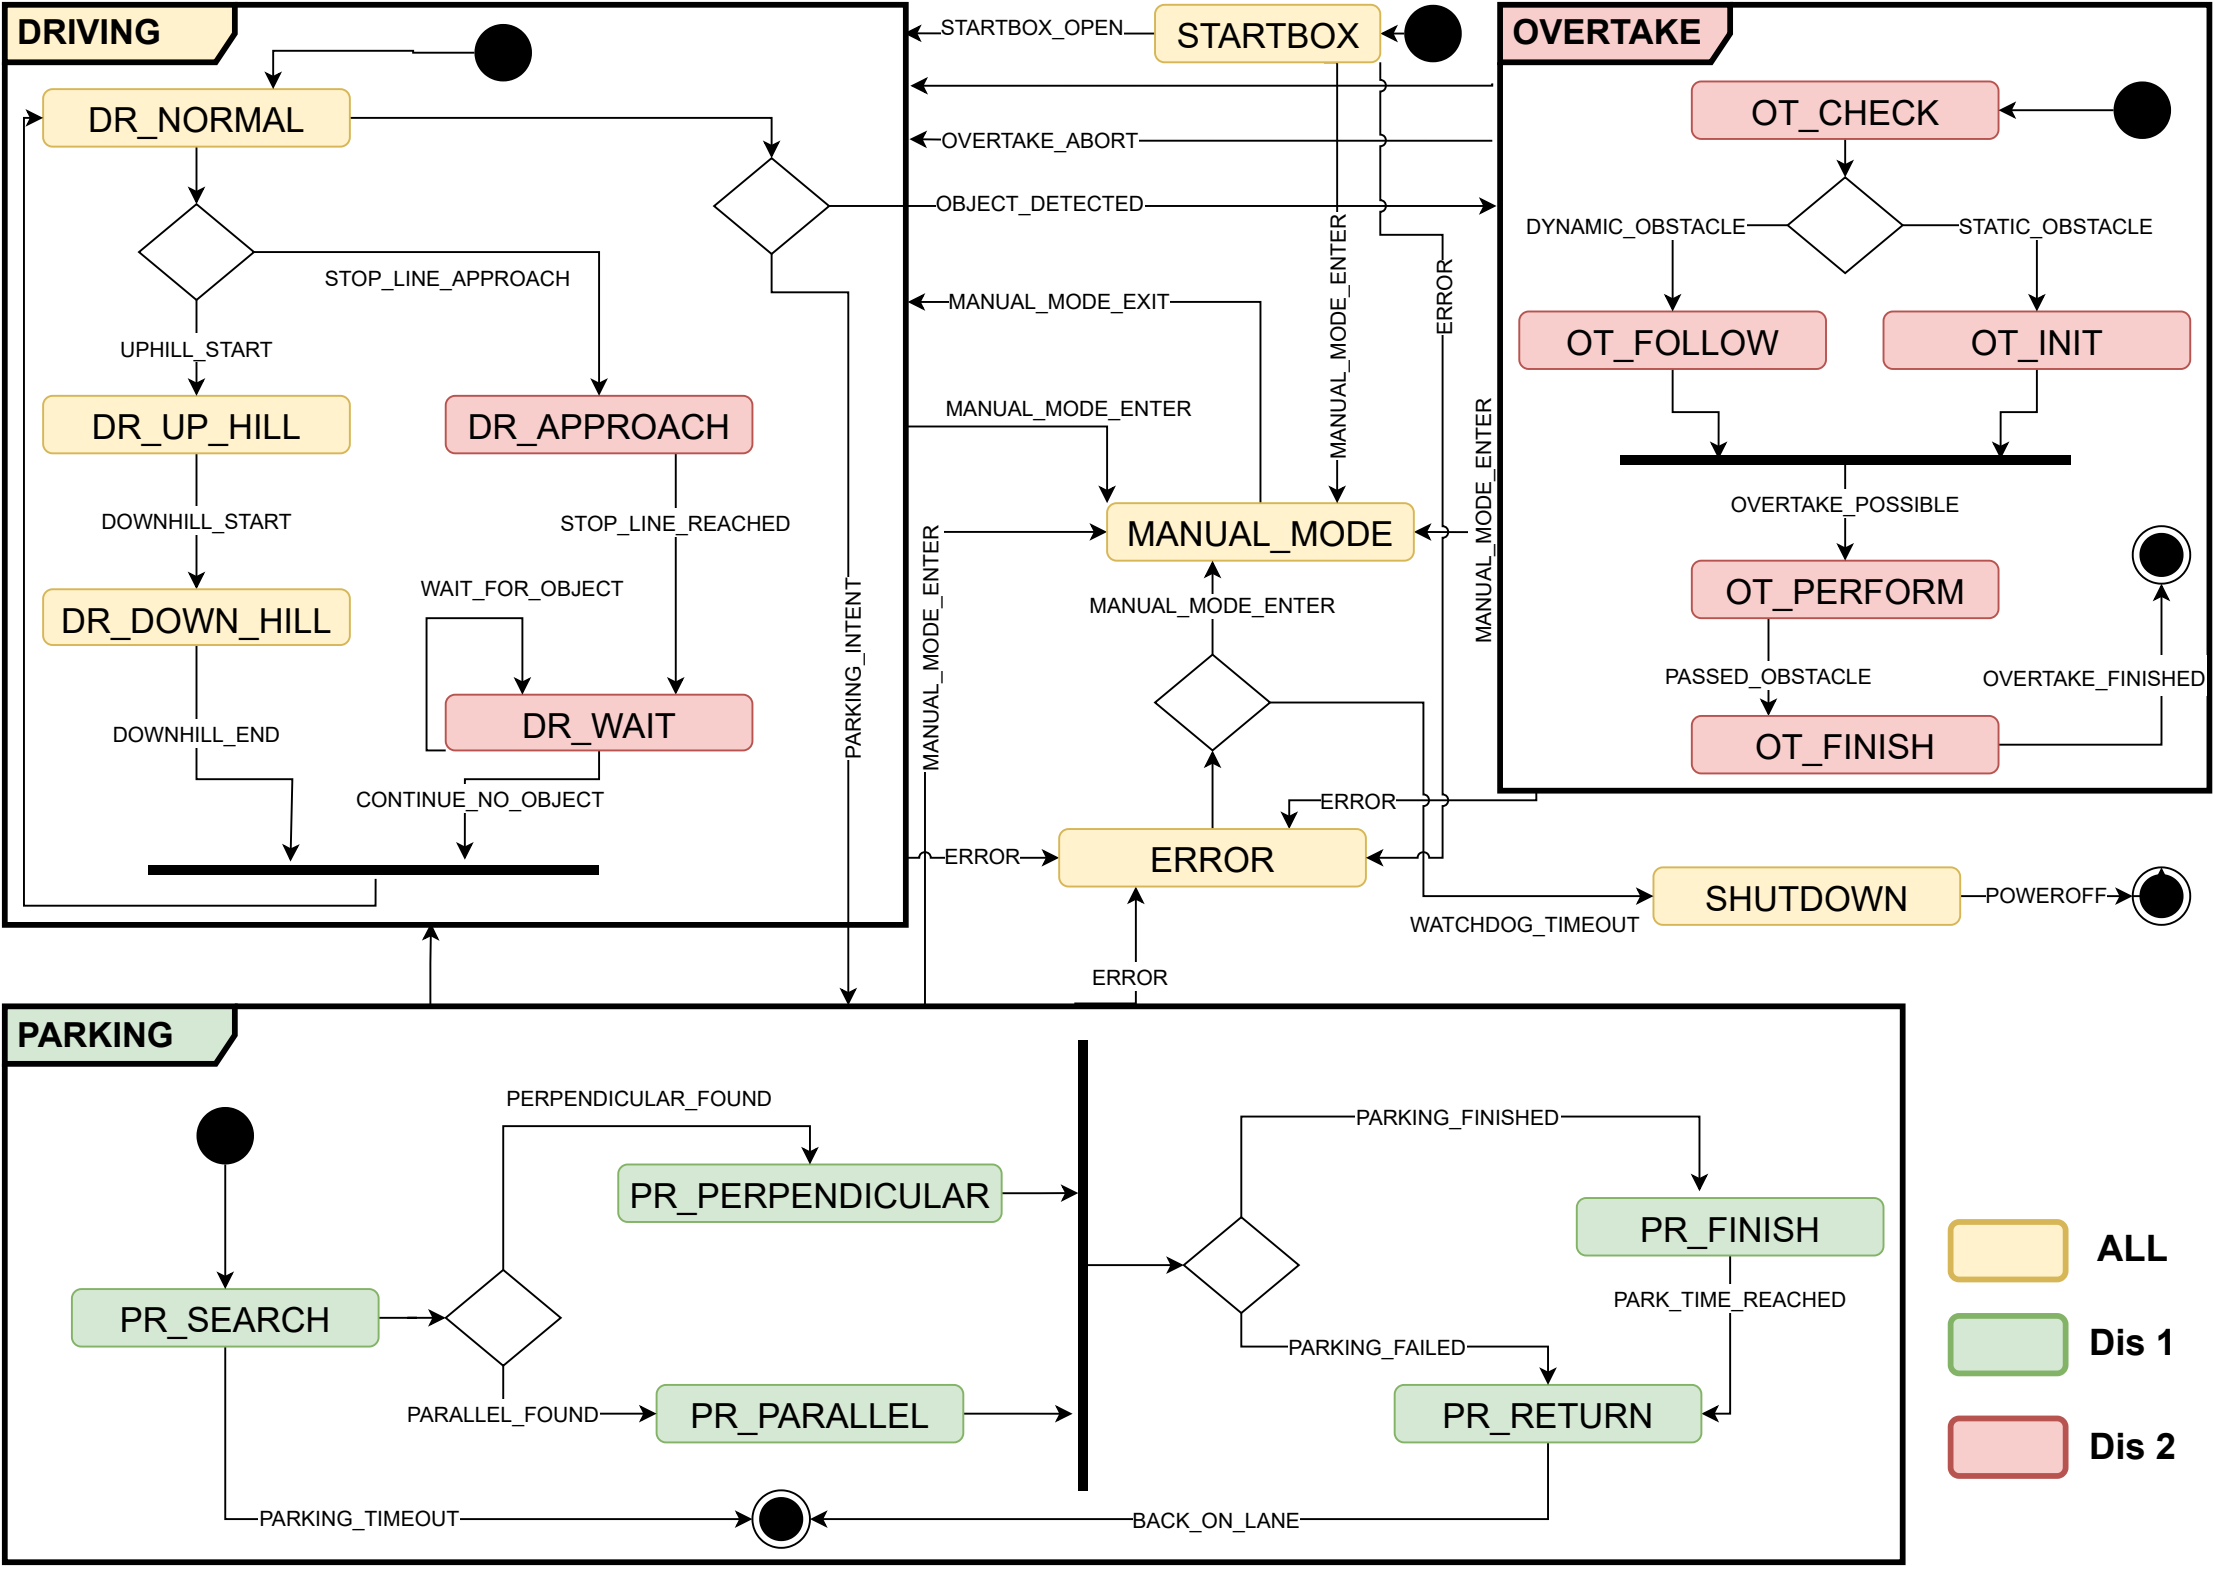 DRIVING
STARTBOX_OPEN
STARTBOX
OVERTAKE
DR_NORMAL
OT_CHECK
OVERTAKE_ABORT
OBJECT_DETECTED
DYNAMIC_OBSTACLE
STATIC_OBSTACLE
STOP_LINE_APPROACH
MANUAL_MODE_EXIT
MANUAL_MODE_ENTER
ERROR
UPHILL_START
OT_FOLLOW
OT_INIT
DR_UP_HILL
DR_APPROACH
MANUAL_MODE_ENTER
MANUAL_MODE_ENTER
DOWNHILL_START
STOP_LINE_REACHED
MANUAL_MODE
OVERTAKE_POSSIBLE
WAIT_FOR_OBJECT
MANUAL_MODE_ENTER
OT_PERFORM
DR_DOWN_HILL
PARKING_INTENT
MANUAL_MODE_ENTER
PASSED_OBSTACLE
OVERTAKE_FINISHED
DR_WAIT
DOWNHILL_END
OT_FINISH
CONTINUE_NO_OBJECT
ERROR
ERROR
ERROR
SHUTDOWN
POWEROFF
WATCHDOG_TIMEOUT
ERROR
PARKING
PERPENDICULAR_FOUND
PARKING_FINISHED
PR_PERPENDICULAR
PR_FINISH
ALL
PR_SEARCH
PARK_TIME_REACHED
PARKING_FAILED
Dis 1
PARALLEL_FOUND
PR_PARALLEL
PR_RETURN
Dis 2
PARKING_TIMEOUT
BACK_ON_LANE